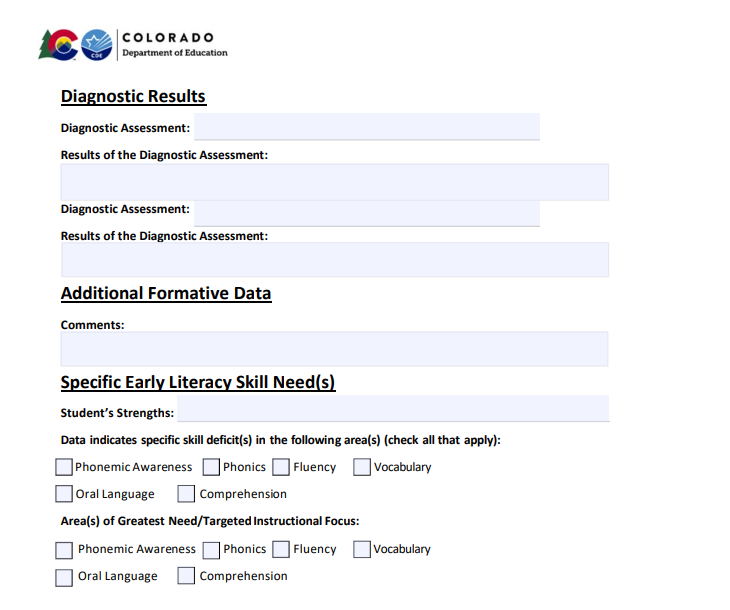 COLORADO
Department of Education
CDE
Diagnostic Results
Diagnostic Assessment:
Results of the Diagnostic Assessment:
Diagnostic Assessment:
Results of the Diagnostic Assessment:
Additional Formative Data
Comments:
Specific Early Literacy Skill Need(s)
Student’s Strengths:
Data indicates specific skill deficit(s) in the following area(s) (check all that apply):
Phonemic Awareness Phonics Fluency Vocabulary
Oral Language Comprehension
Area(s) of Greatest Need/Targeted Instructional Focus:
Phonemic Awareness Phonics Fluency Vocabulary
Oral Language Comprehension